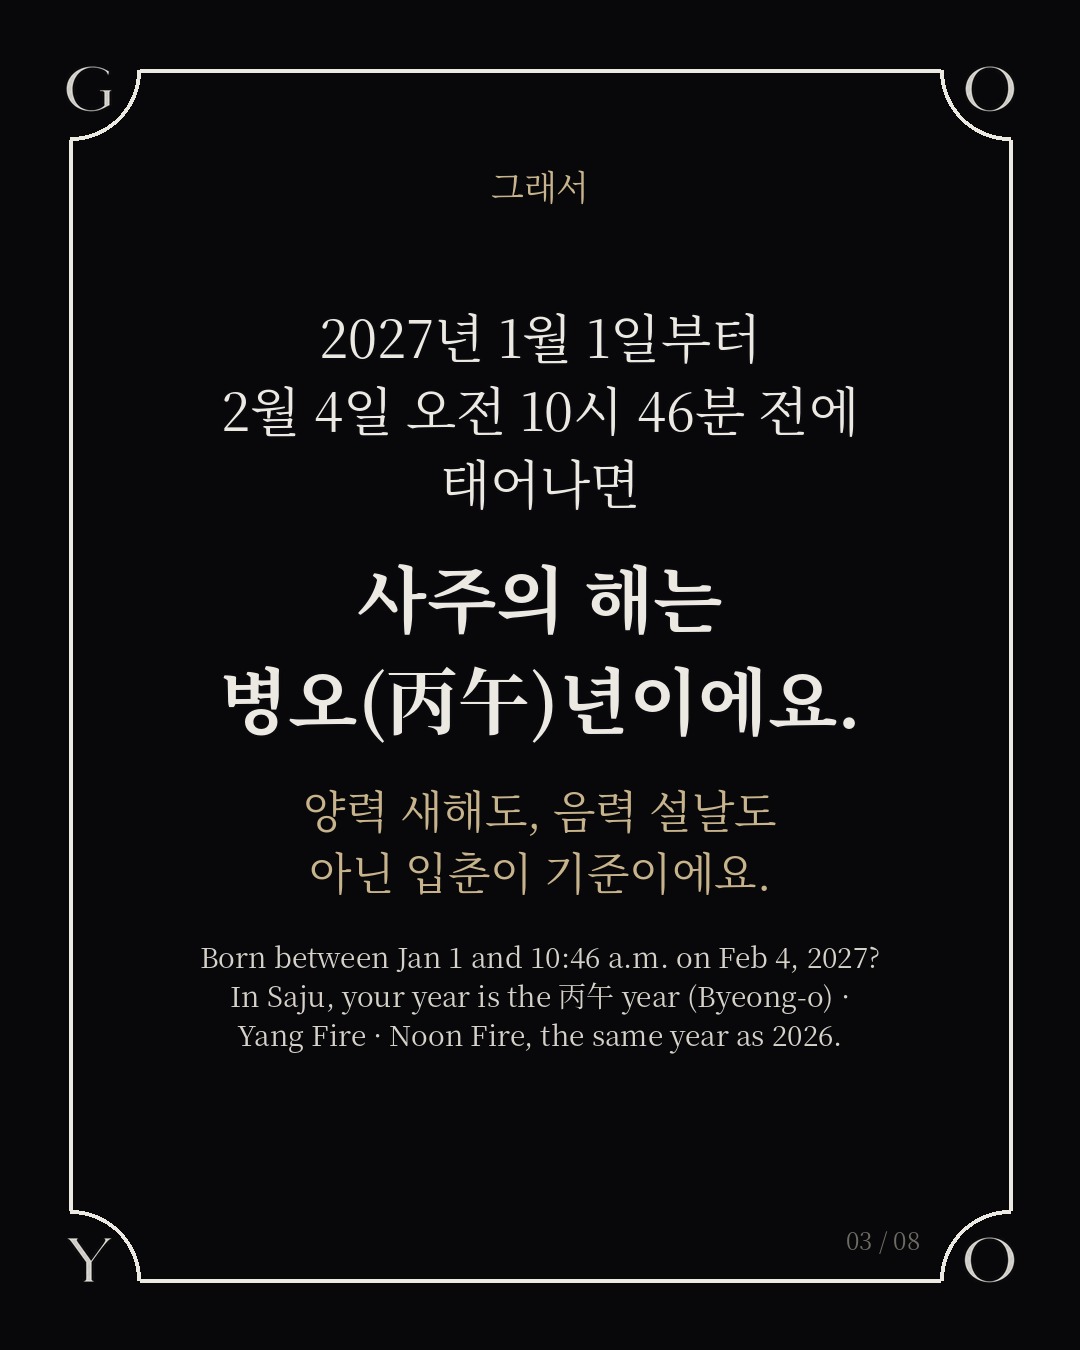 G O
그래서
2027년 1월 1일부터
2월 4일 오전 10시 46분 전에
태어나면
사주의 해는
병오(丙午)년이에요.
양력 새해도, 음력 설날도
아닌 입춘이 기준이에요.
Born between Jan 1 and 10:46 a.m. on Feb 4, 2027?
In Saju, your year is the 丙午 year (Byeong-o) ·
Yang Fire · Noon Fire, the same year as 2026.
03 / 08
Y O